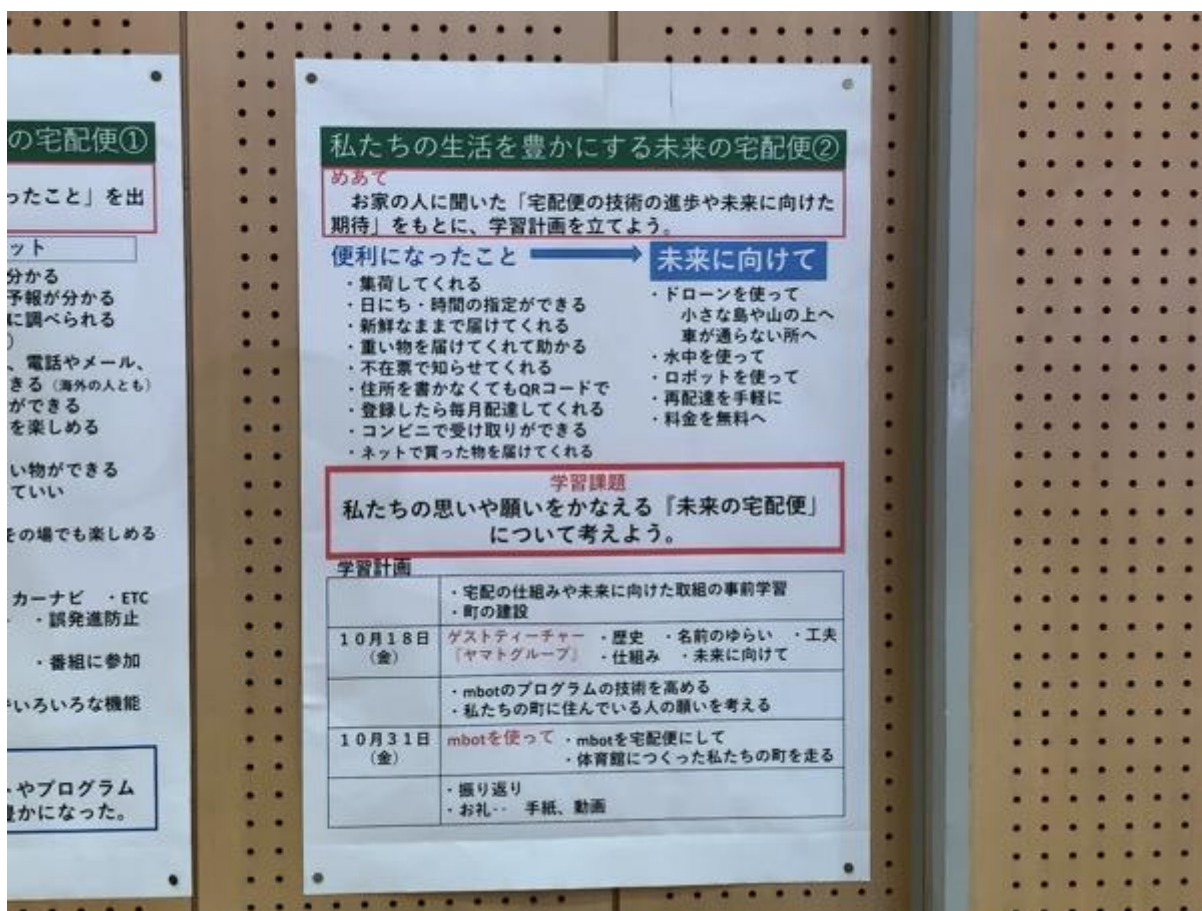 の宅配便①
ったこと」を出
ット
分かる
予報が分かる
に調べられる
）
、電話やメール、
きる（海外の人とも）
ができる
を楽しめる
い物ができる
ていい
その場でも楽しめる
カーナビ ・ETC
・誤発進防止
・番組に参加
いろいろな機能
やプログラム
豊かになった。
私たちの生活を豊かにする未来の宅配便②
めあて
お家の人に聞いた「宅配便の技術の進歩や未来に向けた
期待」をもとに、学習計画を立てよう。
便利になったこと
・集荷してくれる
・日にち・時間の指定ができる
・新鮮なままで届けてくれる
・重い物を届けてくれて助かる
・不在票で知らせてくれる
・住所を書かなくてもQRコードで
・登録したら毎月配達してくれる
・コンビニで受け取りができる
・ネットで買った物を届けてくれる
未来に向けて
・ドローンを使って
小さな島や山の上へ
車が通らない所へ
・水中を使って
・ロボットを使って
・再配達を手軽に
・料金を無料へ
学習課題
私たちの思いや願いをかなえる『未来の宅配便」
について考えよう。
学習計画
・宅配の仕組みや未来に向けた取組の事前学習
・町の建設
10月18日 ゲストティーチャー ・歴史 ・名前のゆらい ・工夫
（金） 『ヤマトグループ』 ・仕組み ・未来に向けて
・mbotのプログラムの技術を高める
・私たちの町に住んでいる人の願いを考える
10月31日 mbotを使って ・mbotを宅配便にして
（金） ・体育館につくった私たちの町を走る
・振り返り
・お礼‥ 手紙、動画